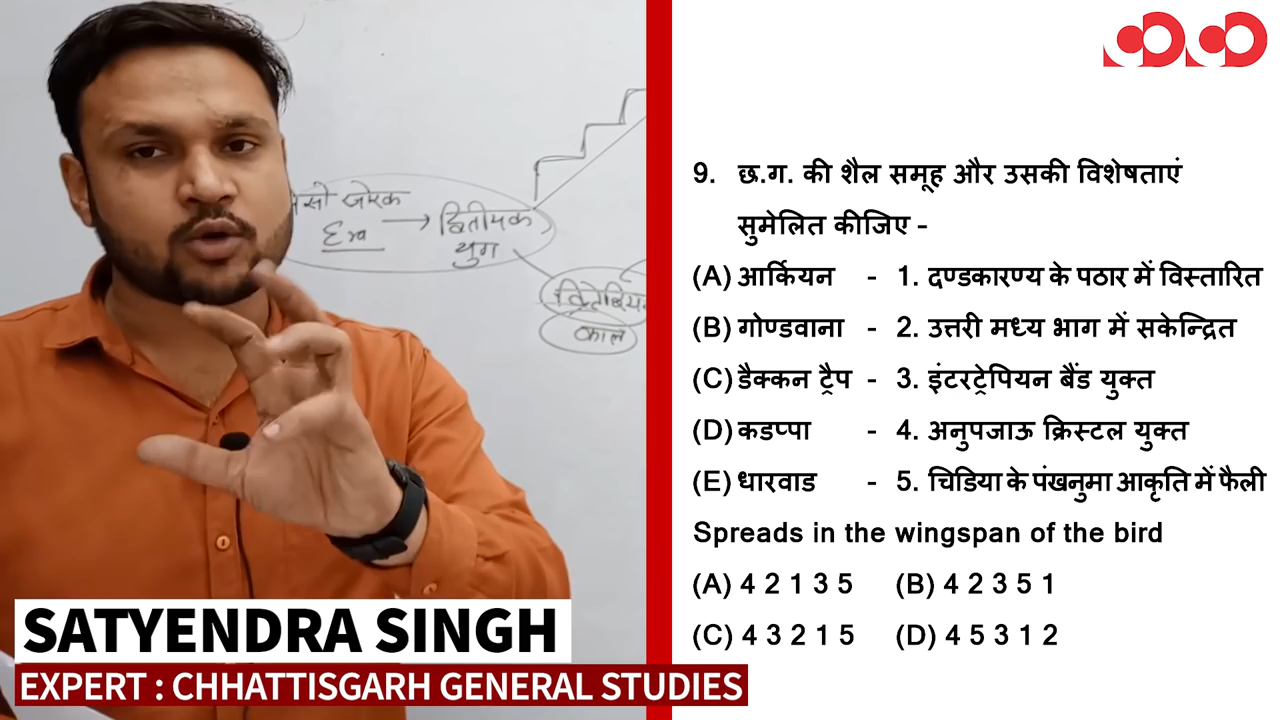 Era → द्वितीयक
युग
काल
9. छ.ग. की शैल समूह और उसकी विशेषताएं
सुमेलित कीजिए -
(A) आर्कियन - 1. दण्डकारण्य के पठार में विस्तारित
(B) गोण्डवाना - 2. उत्तरी मध्य भाग में सकेन्द्रित
(C) डैक्कन ट्रैप - 3. इंटरट्रेपियन बैंड युक्त
(D) कडप्पा - 4. अनुपजाऊ क्रिस्टल युक्त
(E) धारवाड - 5. चिडिया के पंखनुमा आकृति में फैली
Spreads in the wingspan of the bird
(A) 4 2 1 3 5 (B) 4 2 3 5 1
(C) 4 3 2 1 5 (D) 4 5 3 1 2
SATYENDRA SINGH
EXPERT : CHHATTISGARH GENERAL STUDIES